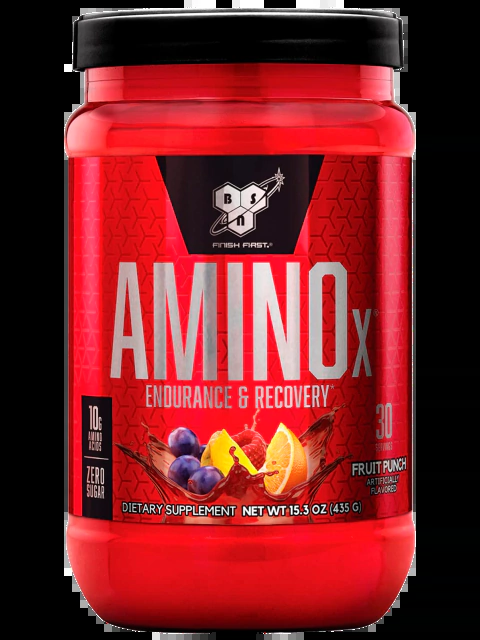 B S
n
FINISH FIRST.®
AMINOx
ENDURANCE & RECOVERY*
10G
AMINO
ACIDS
ZERO
SUGAR
30
SERVINGS
FRUIT PUNCH
ARTIFICIALLY
FLAVORED
DIETARY SUPPLEMENT NET WT 15.3 OZ (435 G)